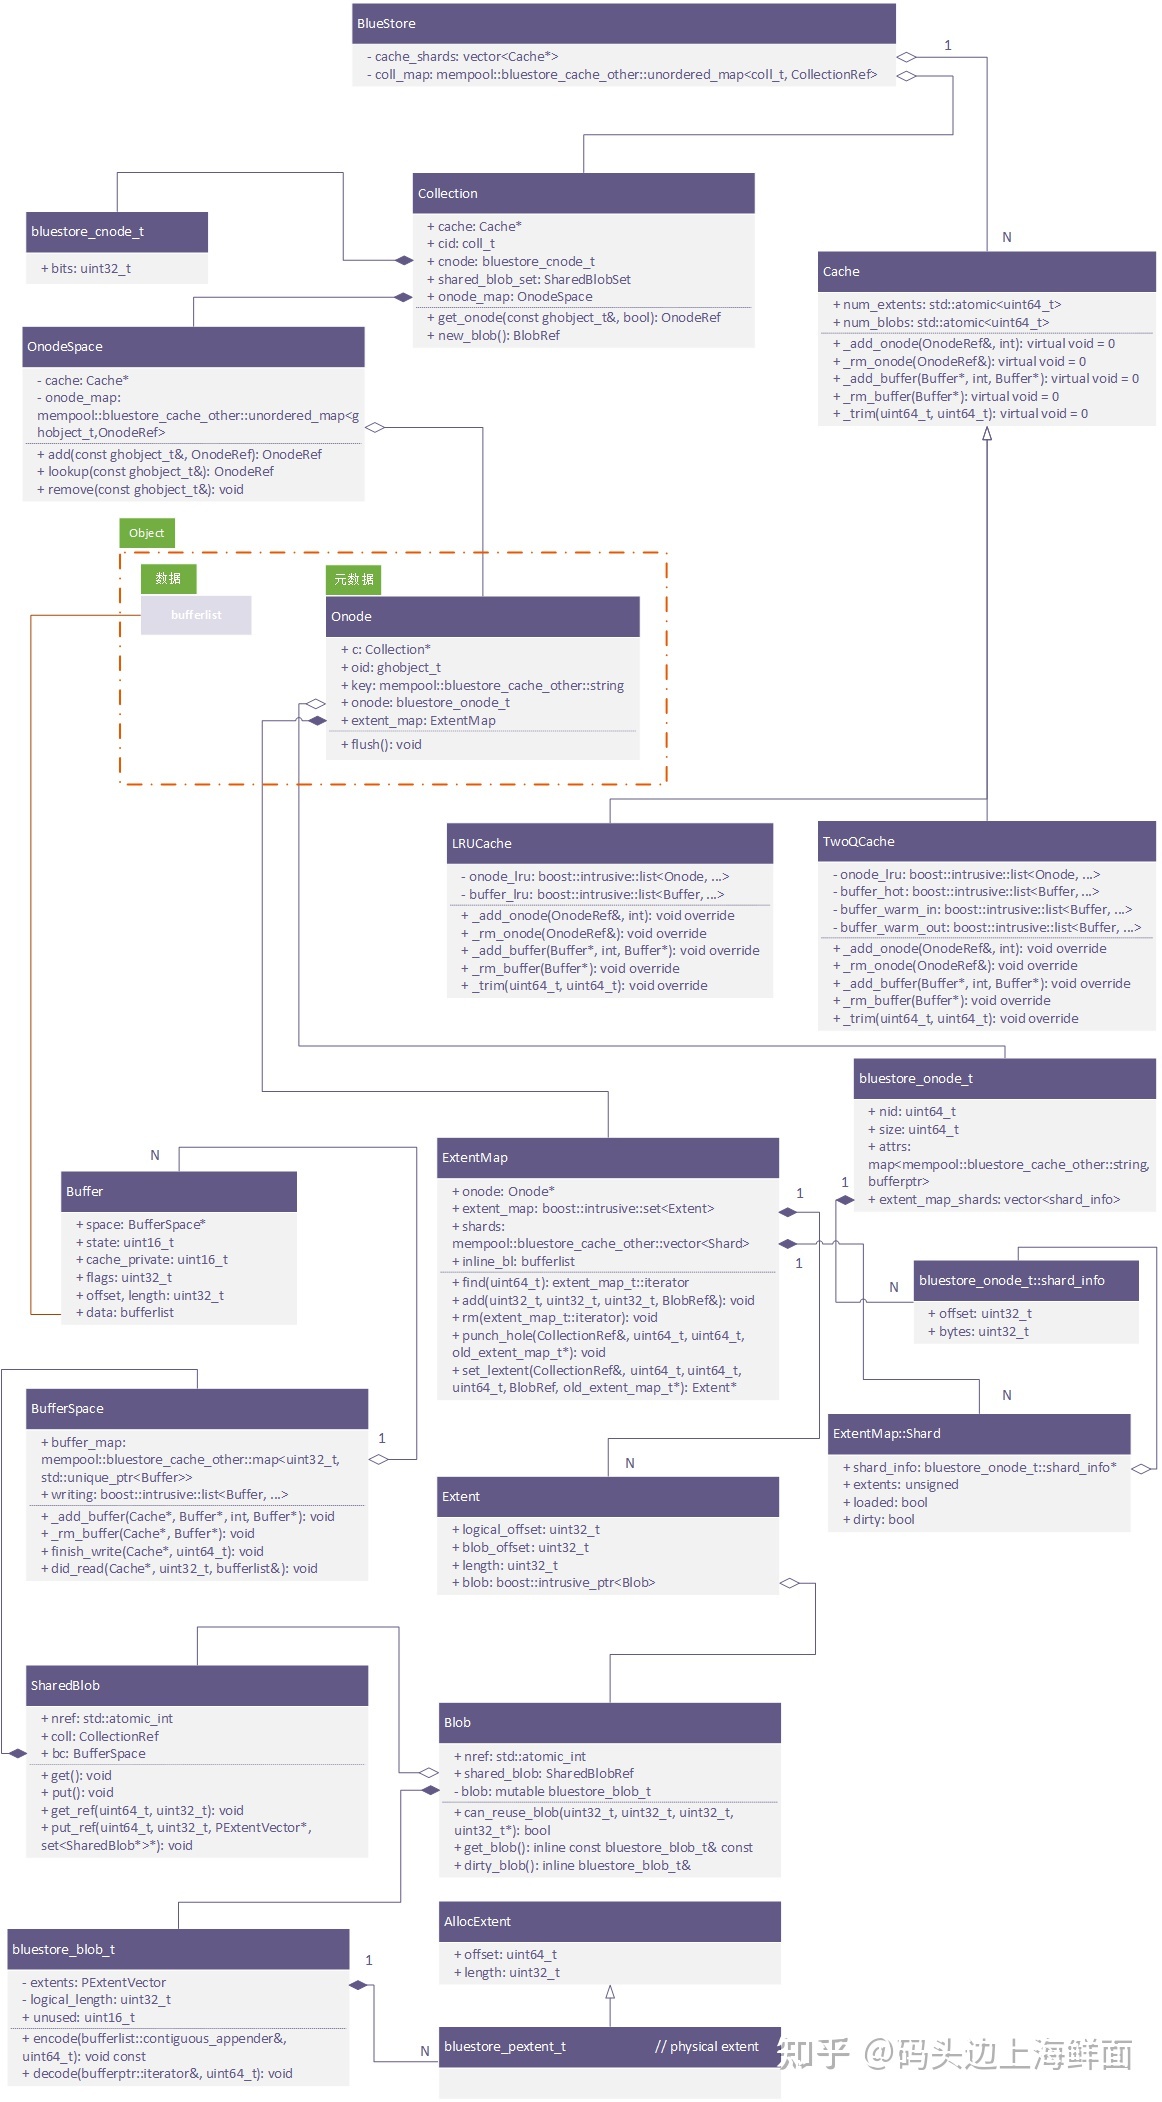 BlueStore
- cache_shards: vector<Cache*>
- coll_map: mempool::bluestore_cache_other::unordered_map<coll_t, CollectionRef>
1
N
Collection
+ cache: Cache*
+ cid: coll_t
+ cnode: bluestore_cnode_t
+ shared_blob_set: SharedBlobSet
+ onode_map: OnodeSpace
+ get_onode(const ghobject_t&, bool): OnodeRef
+ new_blob(): BlobRef
bluestore_cnode_t
+ bits: uint32_t
Cache
+ num_extents: std::atomic<uint64_t>
+ num_blobs: std::atomic<uint64_t>
+ _add_onode(OnodeRef&, int): virtual void = 0
+ _rm_onode(OnodeRef&): virtual void = 0
+ _add_buffer(Buffer*, int, Buffer*): virtual void = 0
+ _rm_buffer(Buffer*): virtual void = 0
+ _trim(uint64_t, uint64_t): virtual void = 0
OnodeSpace
- cache: Cache*
- onode_map:
mempool::bluestore_cache_other::unordered_map<g
hobject_t,OnodeRef>
+ add(const ghobject_t&, OnodeRef): OnodeRef
+ lookup(const ghobject_t&): OnodeRef
+ remove(const ghobject_t&): void
Object
数据
bufferlist
元数据
Onode
+ c: Collection*
+ oid: ghobject_t
+ key: mempool::bluestore_cache_other::string
+ onode: bluestore_onode_t
+ extent_map: ExtentMap
+ flush(): void
LRUCache
- onode_lru: boost::intrusive::list<Onode, ...>
- buffer_lru: boost::intrusive::list<Buffer, ...>
+ _add_onode(OnodeRef&, int): void override
+ _rm_onode(OnodeRef&): void override
+ _add_buffer(Buffer*, int, Buffer*): void override
+ _rm_buffer(Buffer*): void override
+ _trim(uint64_t, uint64_t): void override
TwoQCache
- onode_lru: boost::intrusive::list<Onode, ...>
- buffer_hot: boost::intrusive::list<Buffer, ...>
- buffer_warm_in: boost::intrusive::list<Buffer, ...>
- buffer_warm_out: boost::intrusive::list<Buffer, ...>
+ _add_onode(OnodeRef&, int): void override
+ _rm_onode(OnodeRef&): void override
+ _add_buffer(Buffer*, int, Buffer*): void override
+ _rm_buffer(Buffer*): void override
+ _trim(uint64_t, uint64_t): void override
bluestore_onode_t
+ nid: uint64_t
+ size: uint64_t
+ attrs:
map<mempool::bluestore_cache_other::string,
bufferptr>
+ extent_map_shards: vector<shard_info>
1
N
bluestore_onode_t::shard_info
+ offset: uint32_t
+ bytes: uint32_t
ExtentMap
+ onode: Onode*
+ extent_map: boost::intrusive::set<Extent>
+ shards:
mempool::bluestore_cache_other::vector<Shard>
+ inline_bl: bufferlist
+ find(uint64_t): extent_map_t::iterator
+ add(uint32_t, uint32_t, uint32_t, BlobRef&): void
+ rm(extent_map_t::iterator): void
+ punch_hole(CollectionRef&, uint64_t, uint64_t,
old_extent_map_t*): void
+ set_lextent(CollectionRef&, uint64_t, uint64_t,
uint64_t, BlobRef, old_extent_map_t*): Extent*
1
1
N
Buffer
+ space: BufferSpace*
+ state: uint16_t
+ cache_private: uint16_t
+ flags: uint32_t
+ offset, length: uint32_t
+ data: bufferlist
N
ExtentMap::Shard
+ shard_info: bluestore_onode_t::shard_info*
+ extents: unsigned
+ loaded: bool
+ dirty: bool
BufferSpace
+ buffer_map:
mempool::bluestore_cache_other::map<uint32_t,
std::unique_ptr<Buffer>>
+ writing: boost::intrusive::list<Buffer, ...>
+ _add_buffer(Cache*, Buffer*, int, Buffer*): void
+ _rm_buffer(Cache*, Buffer*): void
+ finish_write(Cache*, uint64_t): void
+ did_read(Cache*, uint32_t, bufferlist&): void
1
N
Extent
+ logical_offset: uint32_t
+ blob_offset: uint32_t
+ length: uint32_t
+ blob: boost::intrusive_ptr<Blob>
SharedBlob
+ nref: std::atomic_int
+ coll: CollectionRef
+ bc: BufferSpace
+ get(): void
+ put(): void
+ get_ref(uint64_t, uint32_t): void
+ put_ref(uint64_t, uint32_t, PExtentVector*,
set<SharedBlob*>*): void
Blob
+ nref: std::atomic_int
+ shared_blob: SharedBlobRef
- blob: mutable bluestore_blob_t
+ can_reuse_blob(uint32_t, uint32_t, uint32_t,
uint32_t*): bool
+ get_blob(): inline const bluestore_blob_t& const
+ dirty_blob(): inline bluestore_blob_t&
AllocExtent
+ offset: uint64_t
+ length: uint32_t
bluestore_blob_t
- extents: PExtentVector
- logical_length: uint32_t
+ unused: uint16_t
+ encode(bufferlist::contiguous_appender&,
uint64_t): void const
+ decode(bufferptr::iterator&, uint64_t): void
1
N
bluestore_pextent_t // physical extent
知乎 @码头边上海鲜面